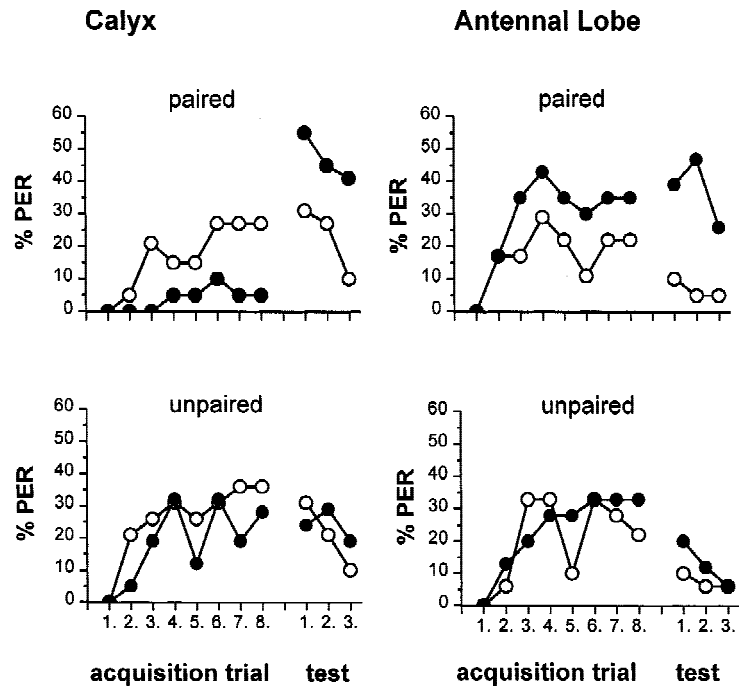 Calyx
Antennal Lobe
paired
% PER
60
50
40
30
20
10
0
paired
% PER
60
50
40
30
20
10
0
unpaired
% PER
60
50
40
30
20
10
0
1. 2. 3. 4. 5. 6. 7. 8. 1. 2. 3.
acquisition trial test
unpaired
% PER
60
50
40
30
20
10
0
1. 2. 3. 4. 5. 6. 7. 8. 1. 2. 3.
acquisition trial test